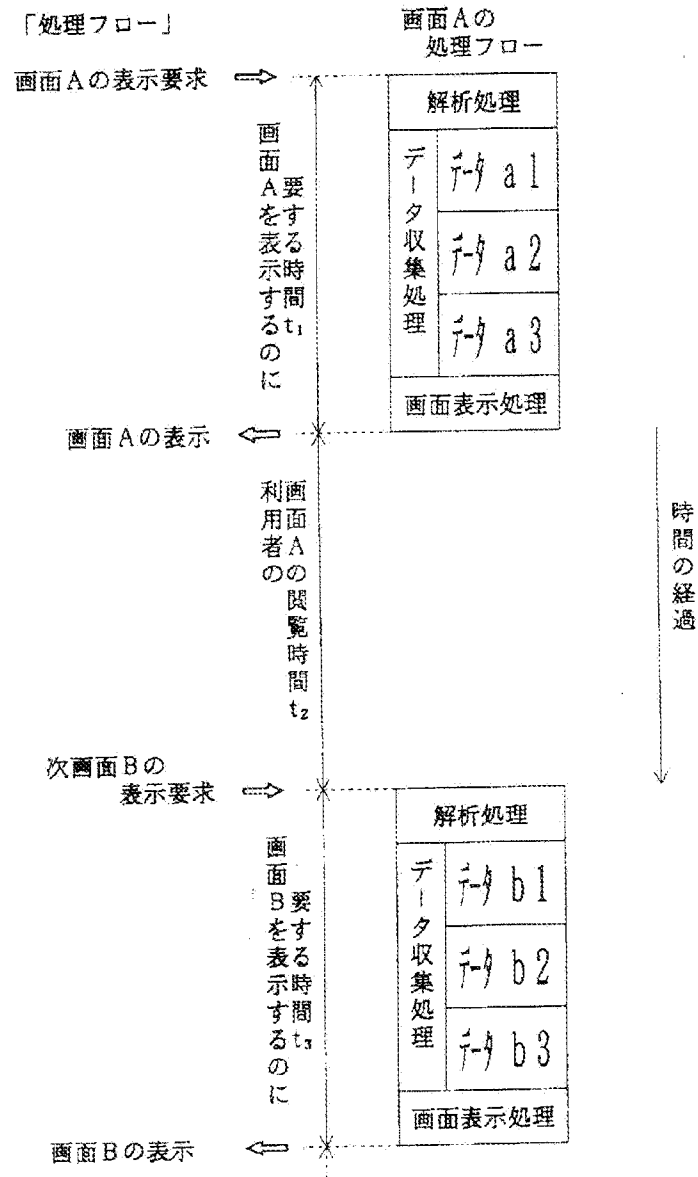 「処理フロー」
画面Aの
処理フロー
画面Aの表示要求
解析処理
画面Aを表示するのに
要する時間t₁
データ収集処理
データ a1
データ a2
データ a3
画面表示処理
画面Aの表示
利用者の
画面Aの閲覧時間t₂
時間の経過
次画面Bの
表示要求
解析処理
画面Bを表示するのに
要する時間t₃
データ収集処理
データ b1
データ b2
データ b3
画面表示処理
画面Bの表示